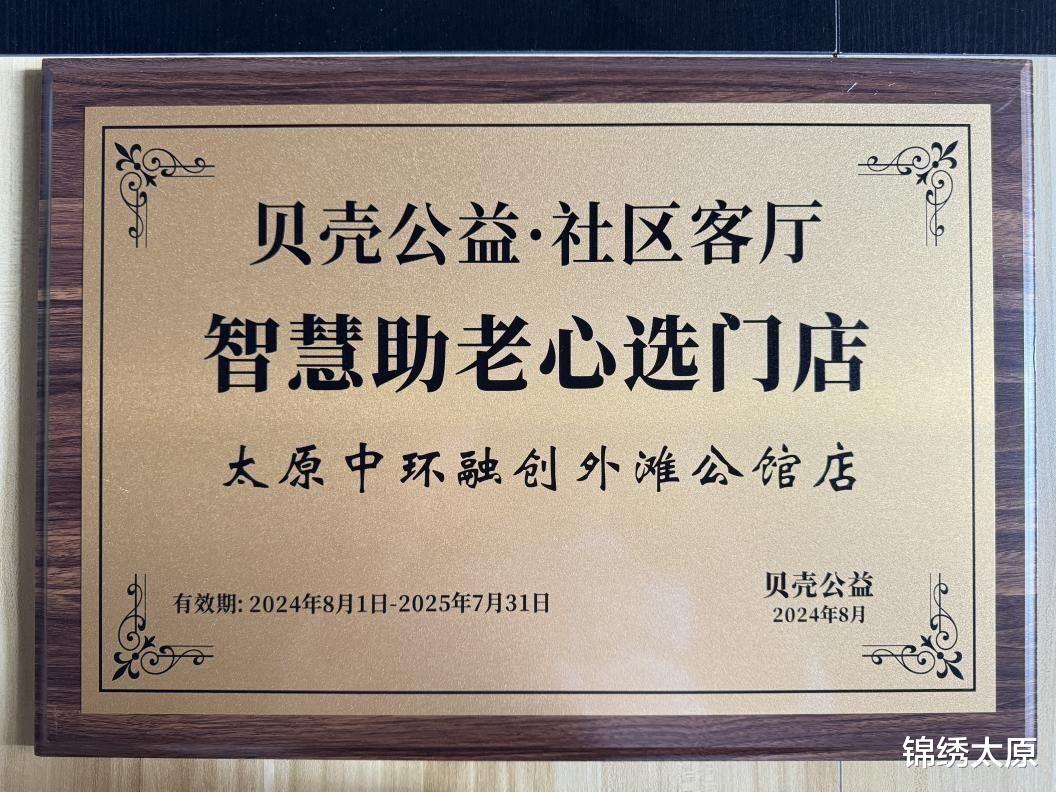 贝壳公益·社区客厅
智慧助老心选门店
太原中环融创外滩公馆店
有效期: 2024年8月1日-2025年7月31日
贝壳公益
2024年8月
锦绣太原